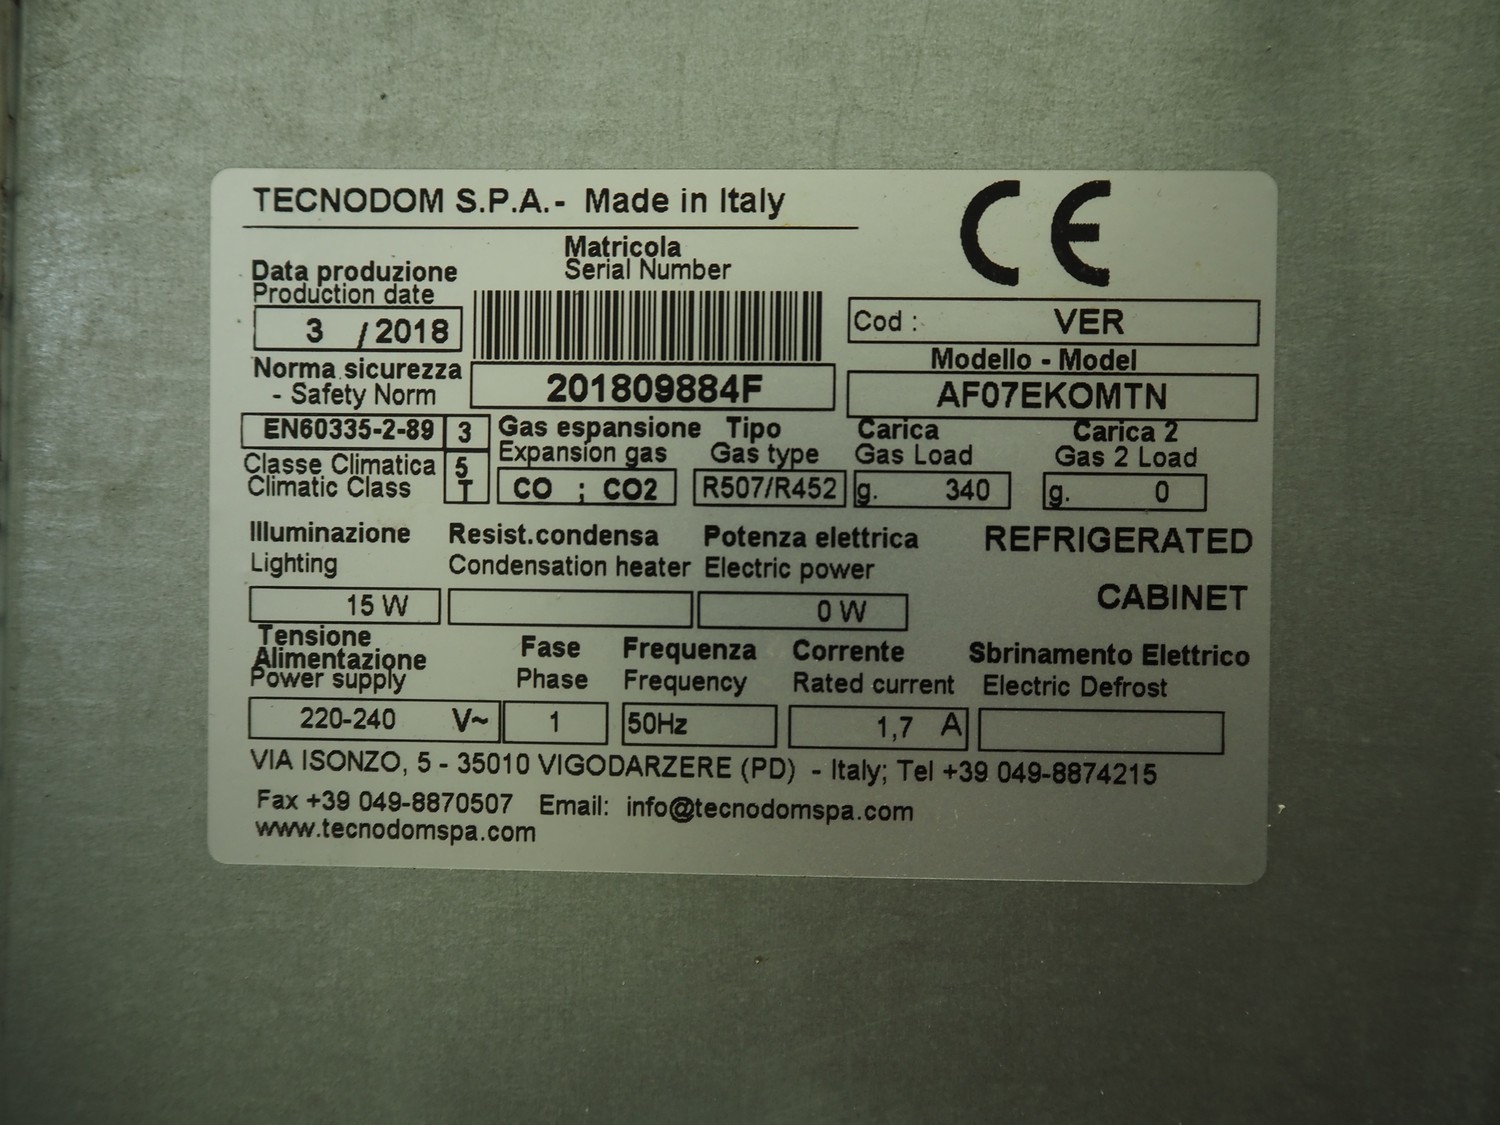 TECNODOM S.P.A.- Made in Italy
CE
Matricola
Serial Number
Data produzione
Production date
3 / 2018
Cod : VER
Modello - Model
Norma sicurezza
- Safety Norm
201809884F
AF07EKOMTN
EN60335-2-89 3
Gas espansione Tipo Carica Carica 2
Expansion gas Gas type Gas Load Gas 2 Load
Classe Climatica 5
Climatic Class T
CO ; CO2 R507/R452 g. 340 g. 0
Illuminazione Resist.condensa Potenza elettrica REFRIGERATED
Lighting Condensation heater Electric power
CABINET
15 W 0 W
Tensione
Alimentazione Fase Frequenza Corrente Sbrinamento Elettrico
Power supply Phase Frequency Rated current Electric Defrost
220-240 V~ 1 50Hz 1,7 A
VIA ISONZO, 5 - 35010 VIGODARZERE (PD) - Italy; Tel +39 049-8874215
Fax +39 049-8870507 Email: info@tecnodomspa.com
www.tecnodomspa.com